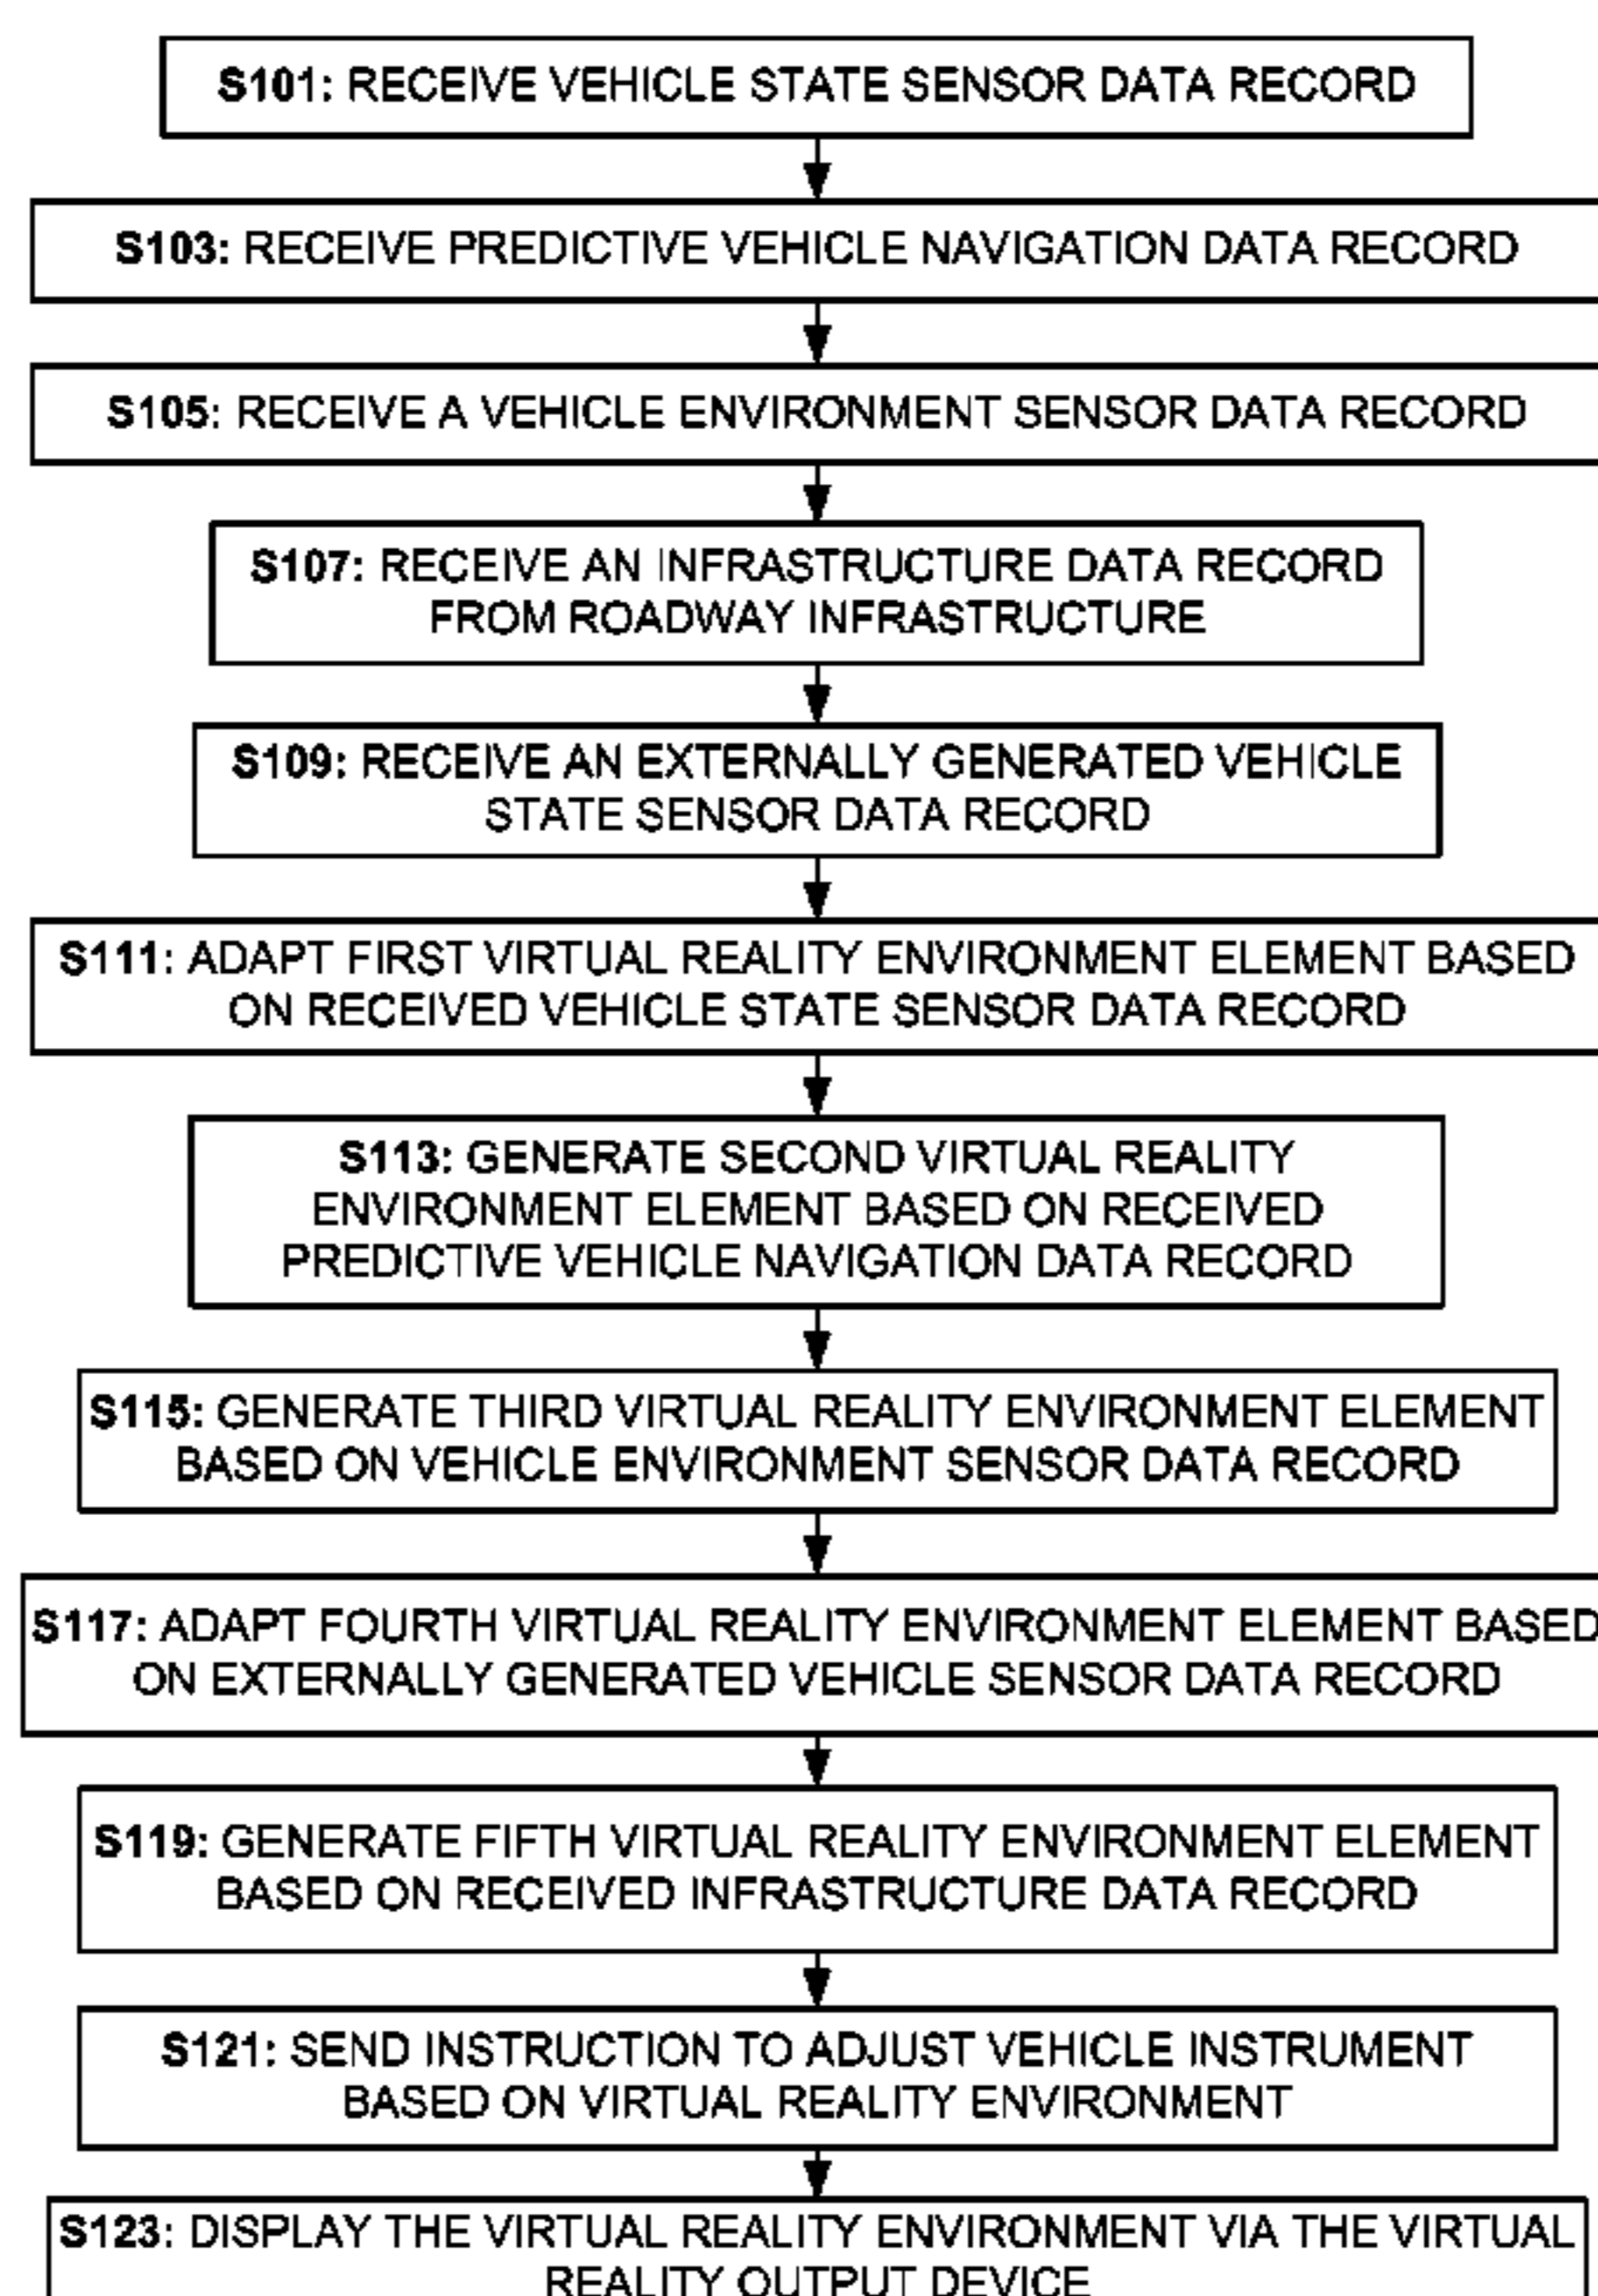 S101: RECEIVE VEHICLE STATE SENSOR DATA RECORD
S103: RECEIVE PREDICTIVE VEHICLE NAVIGATION DATA RECORD
S105: RECEIVE A VEHICLE ENVIRONMENT SENSOR DATA RECORD
S107: RECEIVE AN INFRASTRUCTURE DATA RECORD
FROM ROADWAY INFRASTRUCTURE
S109: RECEIVE AN EXTERNALLY GENERATED VEHICLE
STATE SENSOR DATA RECORD
S111: ADAPT FIRST VIRTUAL REALITY ENVIRONMENT ELEMENT BASED
ON RECEIVED VEHICLE STATE SENSOR DATA RECORD
S113: GENERATE SECOND VIRTUAL REALITY
ENVIRONMENT ELEMENT BASED ON RECEIVED
PREDICTIVE VEHICLE NAVIGATION DATA RECORD
S115: GENERATE THIRD VIRTUAL REALITY ENVIRONMENT ELEMENT
BASED ON VEHICLE ENVIRONMENT SENSOR DATA RECORD
S117: ADAPT FOURTH VIRTUAL REALITY ENVIRONMENT ELEMENT BASED
ON EXTERNALLY GENERATED VEHICLE SENSOR DATA RECORD
S119: GENERATE FIFTH VIRTUAL REALITY ENVIRONMENT ELEMENT
BASED ON RECEIVED INFRASTRUCTURE DATA RECORD
S121: SEND INSTRUCTION TO ADJUST VEHICLE INSTRUMENT
BASED ON VIRTUAL REALITY ENVIRONMENT
S123: DISPLAY THE VIRTUAL REALITY ENVIRONMENT VIA THE VIRTUAL
REALITY OUTPUT DEVICE